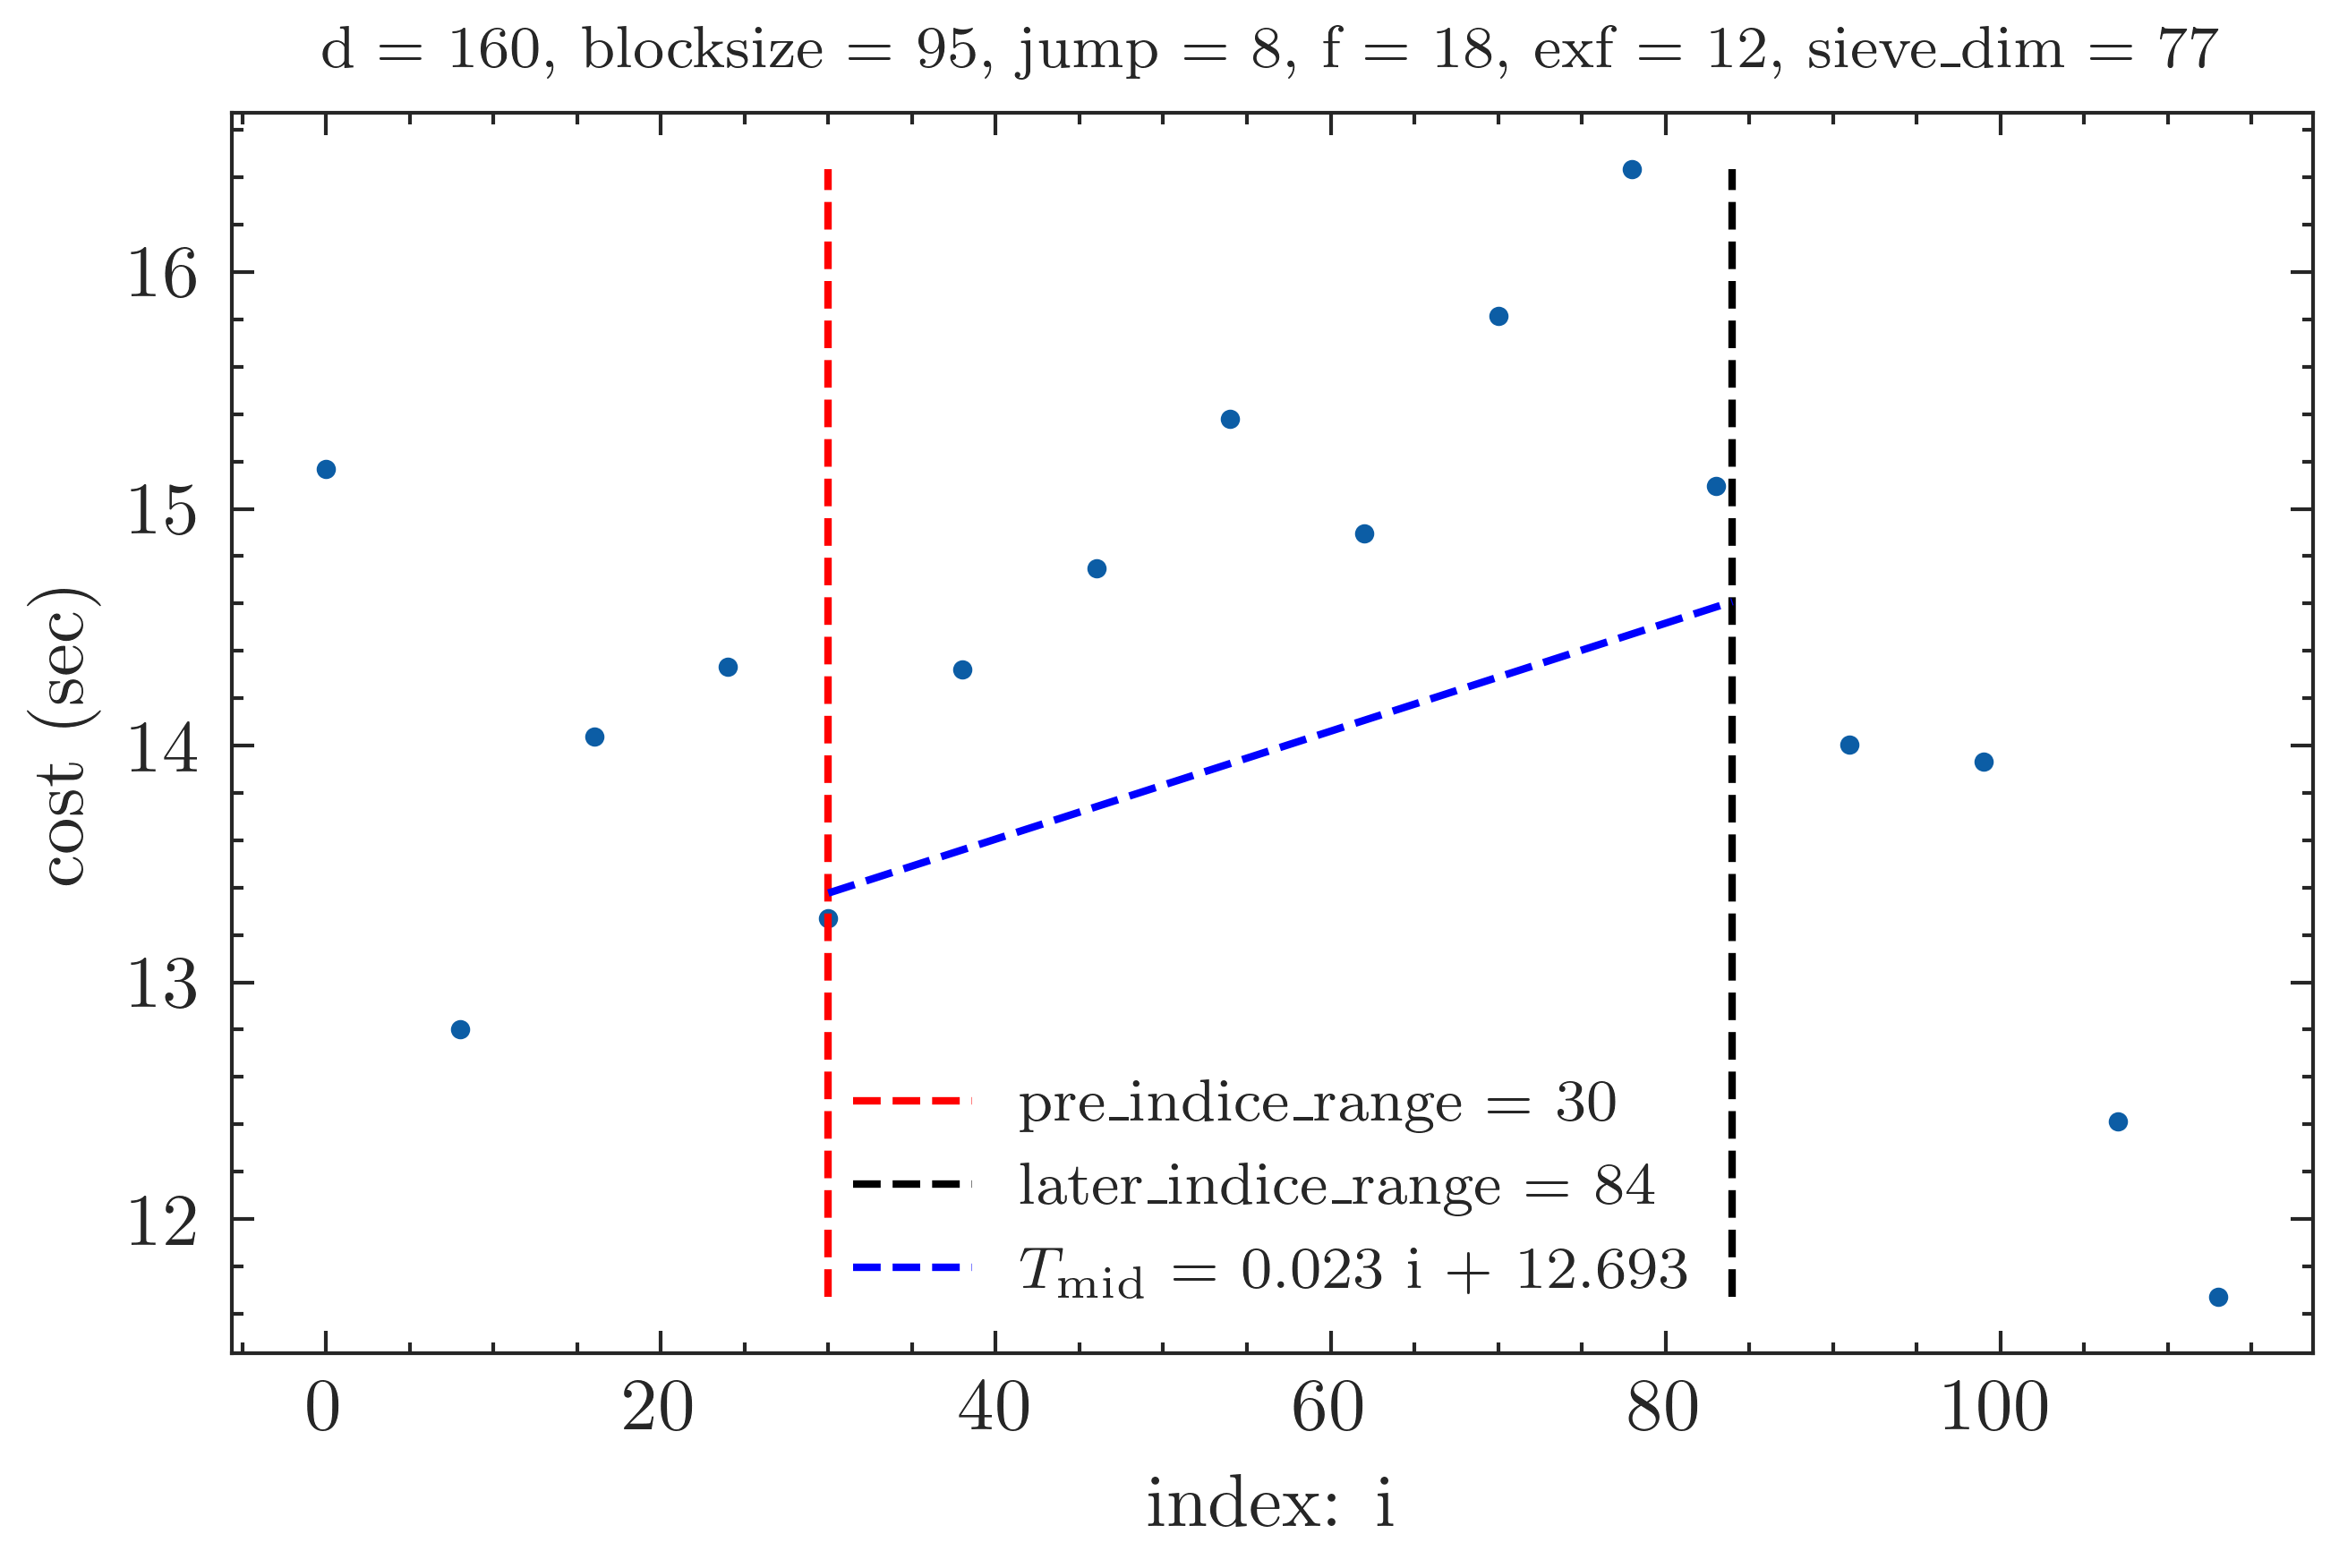 d = 160, blocksize = 95, jump = 8, f = 18, exf = 12, sieve_dim = 77
cost (sec)
16
15
14
13
12
pre_indice_range = 30
later_indice_range = 84
T_mid = 0.023 i + 12.693
0 20 40 60 80 100
index: i